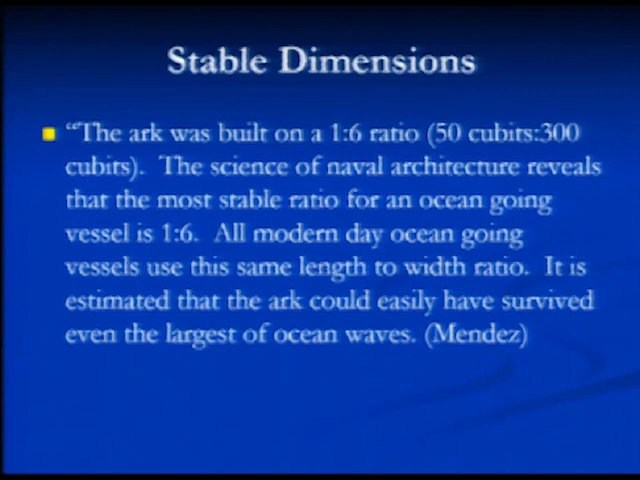 Stable Dimensions
“The ark was built on a 1:6 ratio (50 cubits:300
cubits).  The science of naval architecture reveals
that the most stable ratio for an ocean going
vessel is 1:6.  All modern day ocean going
vessels use this same length to width ratio.  It is
estimated that the ark could easily have survived
even the largest of ocean waves. (Mendez)